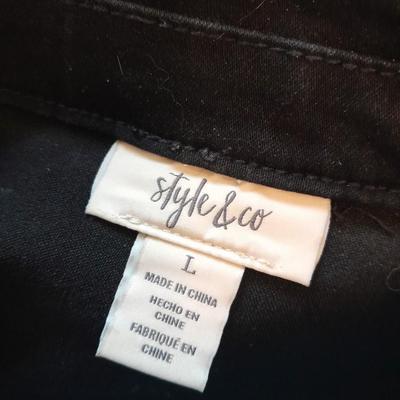 style & co
L
MADE IN CHINA
HECHO EN
CHINE
FABRIQUÉ EN
CHINE